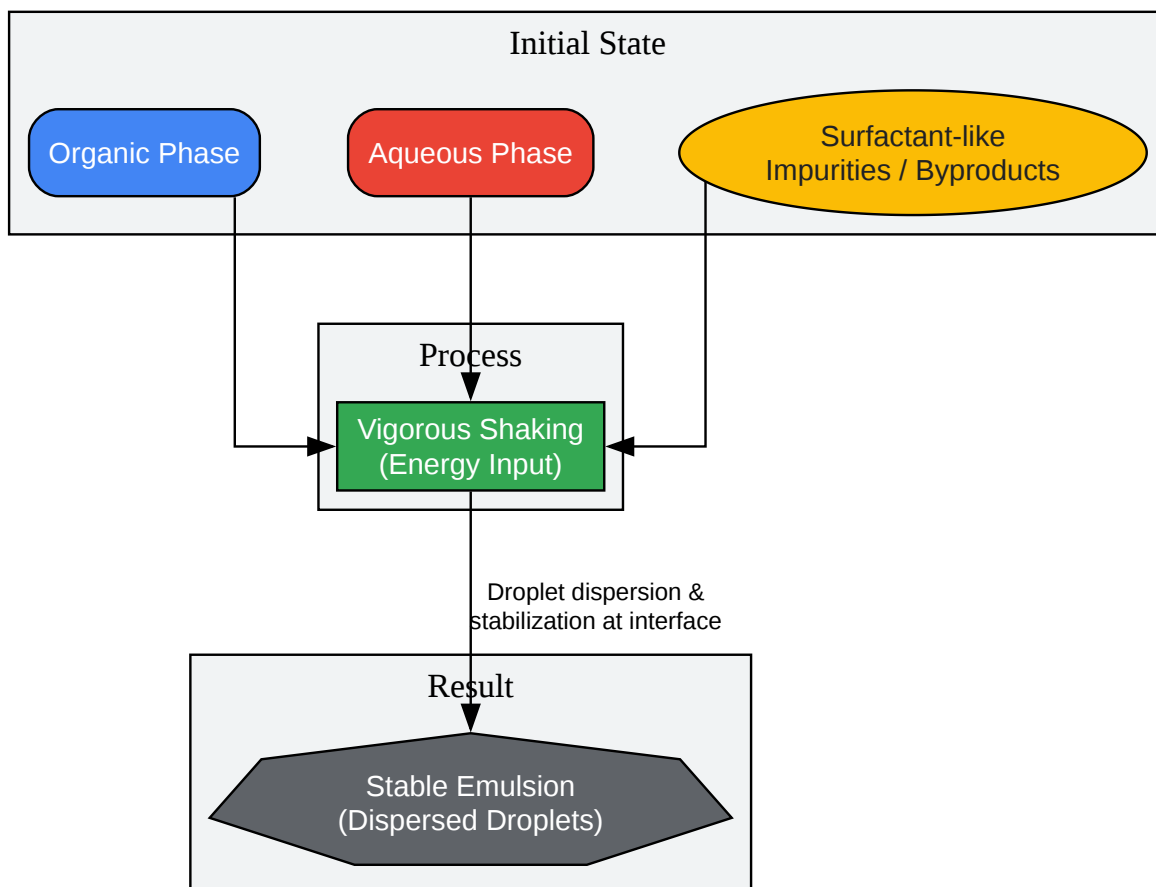 Initial State
Organic Phase
Aqueous Phase
Surfactant-like
Impurities / Byproducts
Process
Vigorous Shaking
(Energy Input)
Droplet dispersion &
stabilization at interface
Result
Stable Emulsion
(Dispersed Droplets)